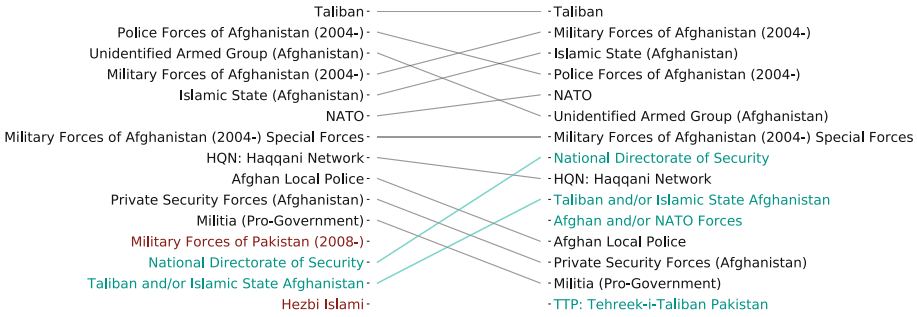 Taliban
Police Forces of Afghanistan (2004-)
Unidentified Armed Group (Afghanistan)
Military Forces of Afghanistan (2004-)
Islamic State (Afghanistan)
NATO
Military Forces of Afghanistan (2004-) Special Forces
HQN: Haqqani Network
Afghan Local Police
Private Security Forces (Afghanistan)
Militia (Pro-Government)
Military Forces of Pakistan (2008-)
National Directorate of Security
Taliban and/or Islamic State Afghanistan
Hezbi Islami
Taliban
Military Forces of Afghanistan (2004-)
Islamic State (Afghanistan)
Police Forces of Afghanistan (2004-)
NATO
Unidentified Armed Group (Afghanistan)
Military Forces of Afghanistan (2004-) Special Forces
National Directorate of Security
HQN: Haqqani Network
Taliban and/or Islamic State Afghanistan
Afghan and/or NATO Forces
Afghan Local Police
Private Security Forces (Afghanistan)
Militia (Pro-Government)
TTP: Tehreek-i-Taliban Pakistan